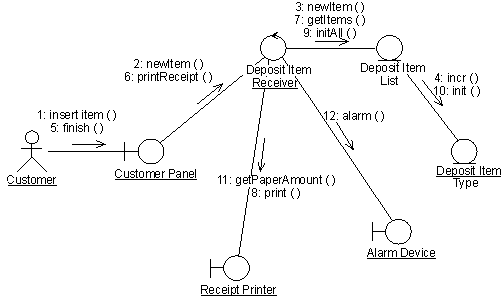 3: newItem ( )
7: getItems ( )
9: initAll ( )
2: newItem ( )
6: printReceipt ( )
Deposit Item
Receiver
Deposit Item
List
4: incr ( )
10: init ( )
1: insert item ( )
5: finish ( )
12: alarm ( )
Customer
Customer Panel
Deposit Item
Type
11: getPaperAmount ( )
8: print ( )
Alarm Device
Receipt Printer